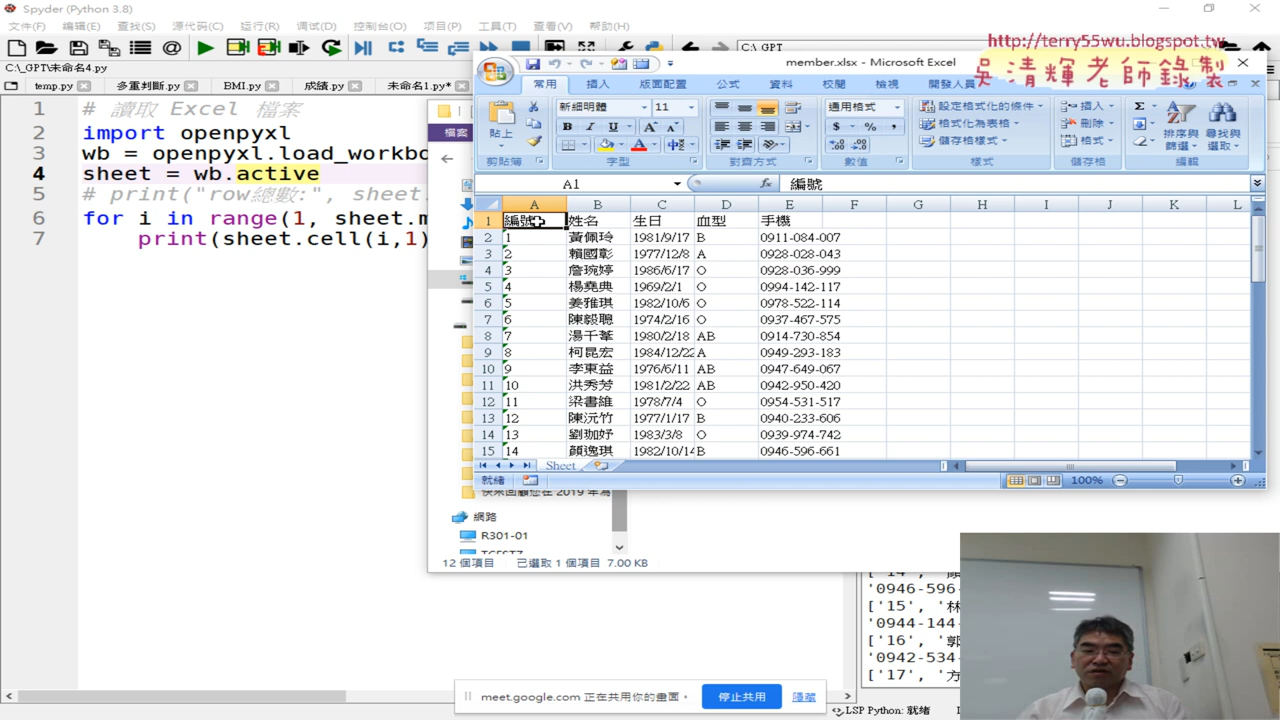 Spyder (Python 3.8)
文件(F) 编辑(E) 查找(S) 源代码(C) 运行(R) 调试(D) 控制台(O) 项目(P) 工具(T) 查看(V) 帮助(H)
C:\_GPT
http://terry55wu.blogspot.tw
吳清輝老師錄製
C:\_GPT\未命名4.py
temp.py 多重判斷.py BMI.py 成績.py 未命名1.py*
1 # 讀取 Excel 檔案
2 import openpyxl
3 wb = openpyxl.load_workbo
4 sheet = wb.active
5 # print("row總數:", sheet.
6 for i in range(1, sheet.m
7 print(sheet.cell(i,1)
檔案
member.xlsx - Microsoft Excel
常用 插入 版面配置 公式 資料 校閱 檢視 開發人員
貼上 新細明體 11 通用格式 設定格式化的條件 插入
格式化為表格 刪除 排序與篩選 尋找與選取
儲存格樣式 格式
剪貼簿 字型 對齊方式 數值 樣式 儲存格 編輯
A1 fx 編號
A B C D E F G H I J K L
1 編號 姓名 生日 血型 手機
2 1 黃佩玲 1981/9/17 B 0911-084-007
3 2 賴國彰 1977/12/8 A 0928-028-043
4 3 詹琬婷 1986/6/17 O 0928-036-999
5 4 楊堯典 1969/2/1 O 0994-142-117
6 5 姜雅琪 1982/10/6 O 0978-522-114
7 6 陳毅聰 1974/2/16 O 0937-467-575
8 7 湯千葦 1980/2/18 AB 0914-730-854
9 8 柯昆宏 1984/12/22 A 0949-293-183
10 9 李東益 1976/6/11 AB 0947-649-067
11 10 洪秀芳 1981/2/22 AB 0942-950-420
12 11 梁書維 1978/7/4 O 0954-531-517
13 12 陳沅竹 1977/1/17 B 0940-233-606
14 13 劉珈妤 1983/3/8 O 0939-974-742
15 14 顏逸琪 1982/10/14 B 0946-596-661
Sheet
就緒 100%
快來回顧您在 2019 年為
網路
R301-01
12 個項目 已選取 1 個項目 7.00 KB
'0946-596-
['15', '林
'0944-144-
['16', '郭
'0942-534-
['17', '方
meet.google.com 正在共用你的畫面。 停止共用 隱藏
LSP Python: 就绪